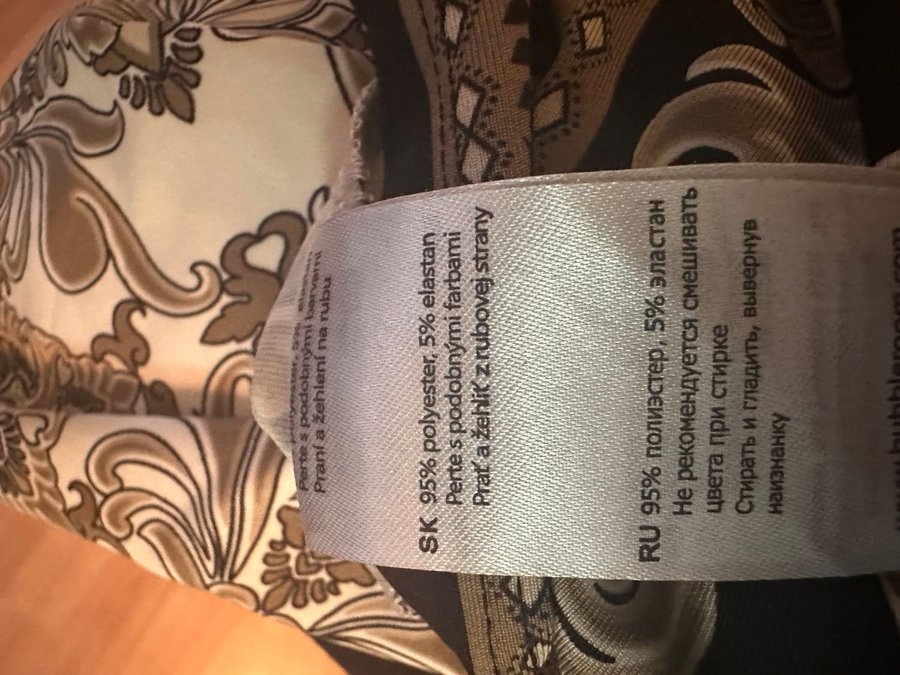 Perte s podobnými barvami
Praní a žehlení na rubu
SK 95% polyester, 5% elastan
Perte s podobnými farbami
Prať a žehliť z rubovej strany
RU 95% полиэстер, 5% эластан
Не рекомендуется смешивать
цвета при стирке
Стирать и гладить, вывернув
наизнанку